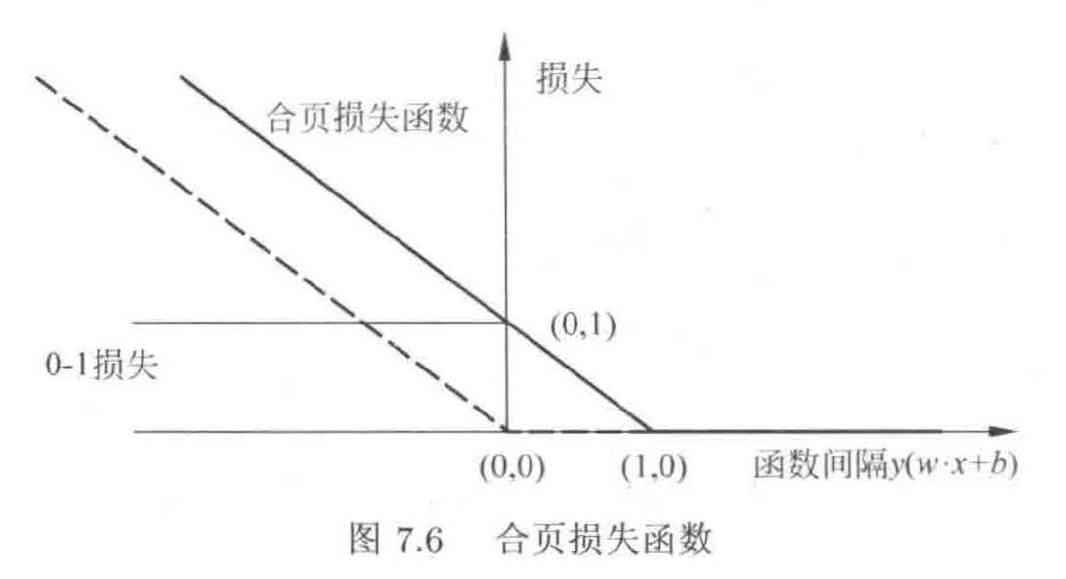 损失
合页损失函数
(0,1)
0-1损失
(0,0)
(1,0)
函数间隔y(w·x+b)
图 7.6 合页损失函数